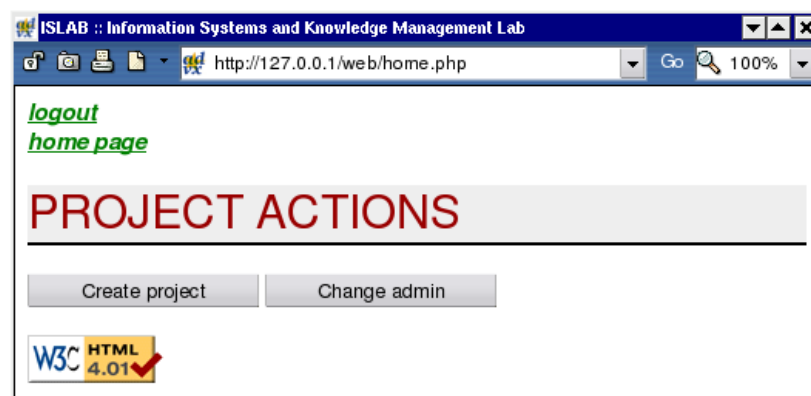 ISLAB :: Information Systems and Knowledge Management Lab
http://127.0.0.1/web/home.php Go 100%
logout
home page
PROJECT ACTIONS
Create project Change admin
W3C HTML 4.01